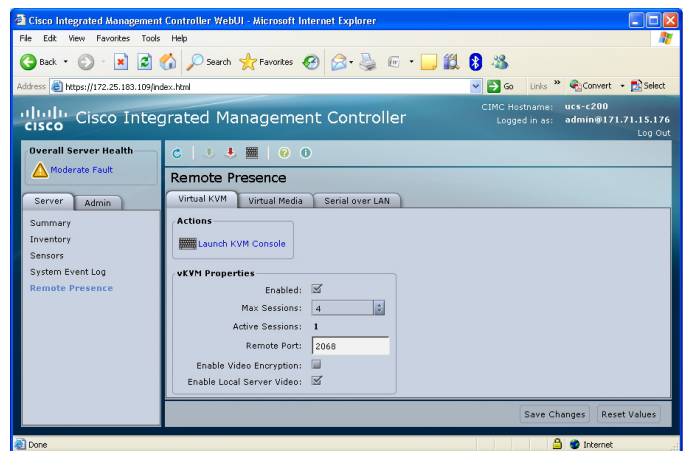 Cisco Integrated Management Controller WebUI - Microsoft Internet Explorer
File Edit View Favorites Tools Help
Back Search Favorites
Address https://172.25.183.109/index.html Go Links » Convert Select
CISCO Cisco Integrated Management Controller
CIMC Hostname: ucs-c200
Logged in as: admin@171.71.15.176
Log Out
Overall Server Health
Moderate Fault
Server Admin
Summary
Inventory
Sensors
System Event Log
Remote Presence
Remote Presence
Virtual KVM Virtual Media Serial over LAN
Actions
Launch KVM Console
vKVM Properties
Enabled:
Max Sessions: 4
Active Sessions: 1
Remote Port: 2068
Enable Video Encryption:
Enable Local Server Video:
Save Changes Reset Values
Done Internet